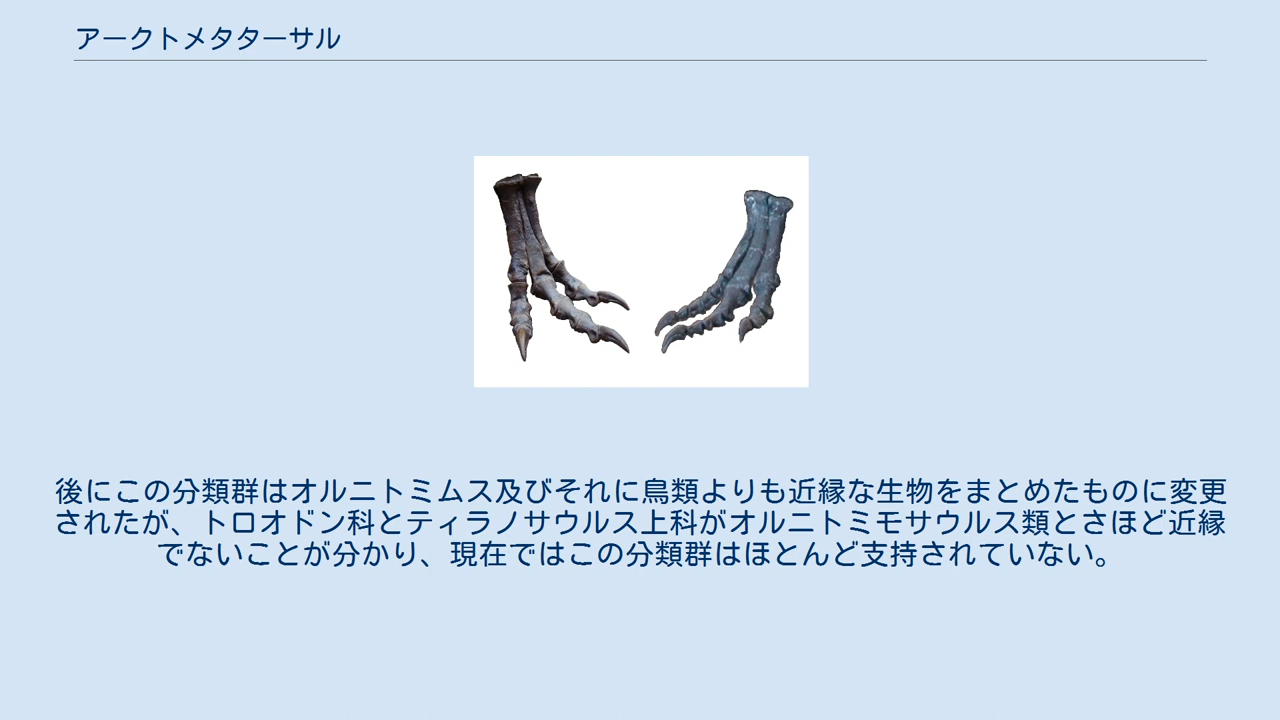 アークトメタターサル
後にこの分類群はオルニトミムス及びそれに鳥類よりも近縁な生物をまとめたものに変更
されたが、トロオドン科とティラノサウルス上科がオルニトミモサウルス類とさほど近縁
でないことが分かり、現在ではこの分類群はほとんど支持されていない。